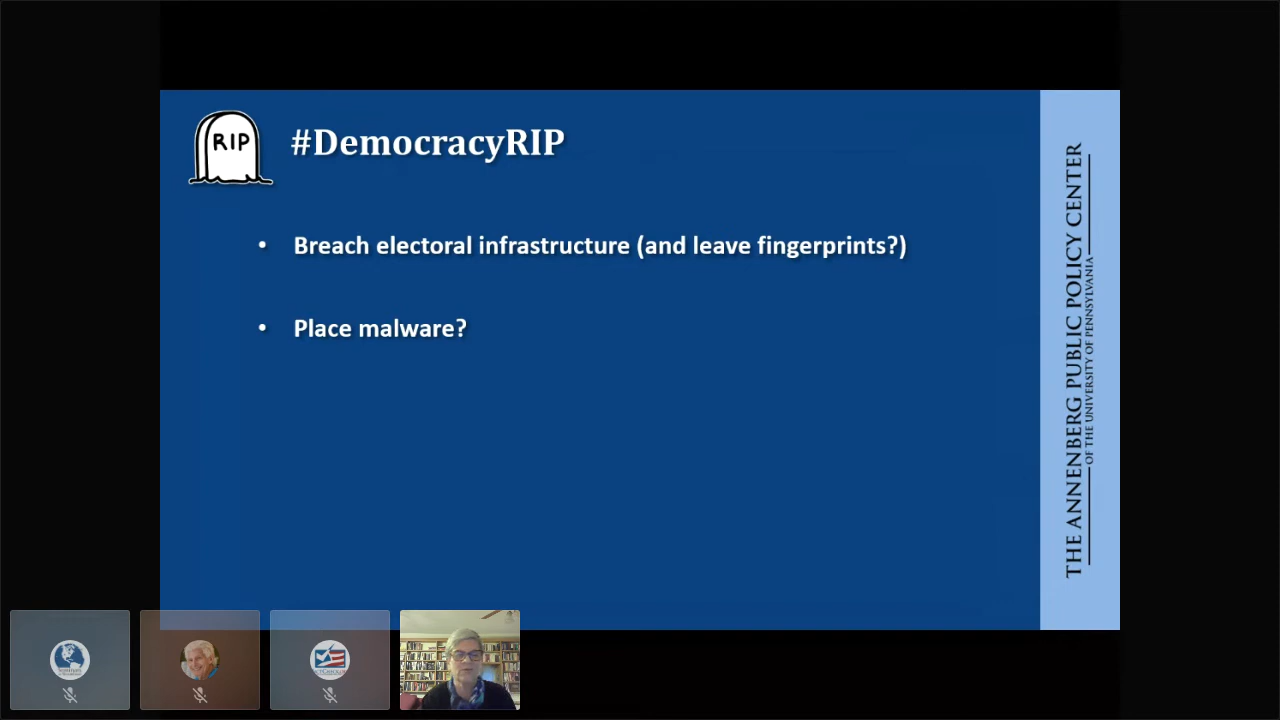 RIP
#DemocracyRIP
• Breach electoral infrastructure (and leave fingerprints?)
• Place malware?
THE ANNENBERG PUBLIC POLICY CENTER
OF THE UNIVERSITY OF PENNSYLVANIA